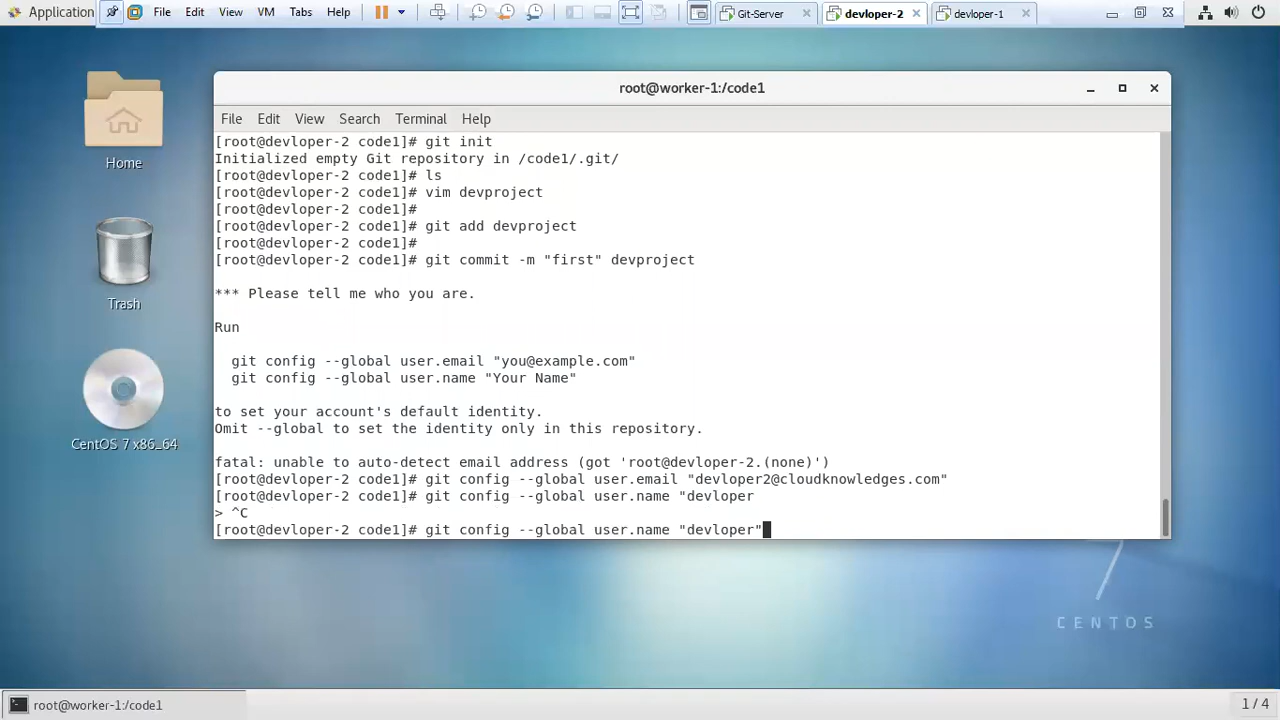 Application File Edit View VM Tabs Help Git-Server devloper-2 devloper-1
root@worker-1:/code1
File Edit View Search Terminal Help
[root@devloper-2 code1]# git init
Initialized empty Git repository in /code1/.git/
[root@devloper-2 code1]# ls
[root@devloper-2 code1]# vim devproject
[root@devloper-2 code1]#
[root@devloper-2 code1]# git add devproject
[root@devloper-2 code1]#
[root@devloper-2 code1]# git commit -m "first" devproject
*** Please tell me who you are.
Run
git config --global user.email "you@example.com"
git config --global user.name "Your Name"
to set your account's default identity.
Omit --global to set the identity only in this repository.
fatal: unable to auto-detect email address (got 'root@devloper-2.(none)')
[root@devloper-2 code1]# git config --global user.email "devloper2@cloudknowledges.com"
[root@devloper-2 code1]# git config --global user.name "devloper
> ^C
[root@devloper-2 code1]# git config --global user.name "devloper"
Home
Trash
CentOS 7 x86_64
7
CENTOS
root@worker-1:/code1
1 / 4